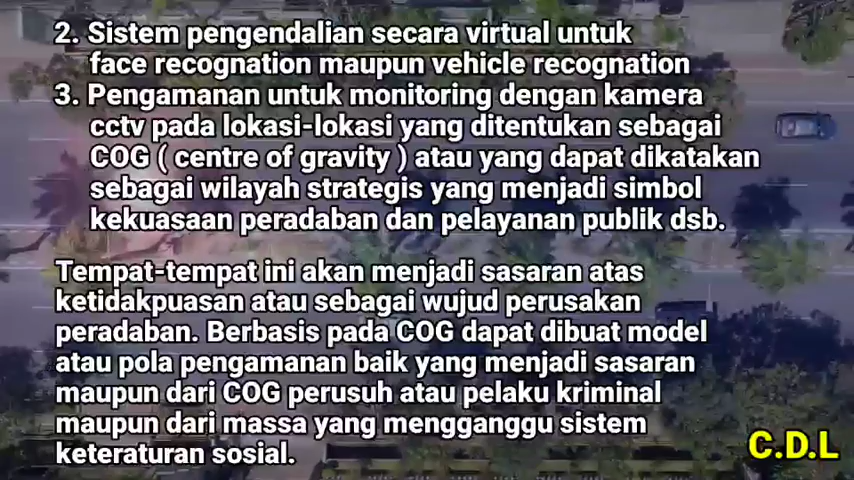 2. Sistem pengendalian secara virtual untuk
face recognation maupun vehicle recognation
3. Pengamanan untuk monitoring dengan kamera
cctv pada lokasi-lokasi yang ditentukan sebagai
COG ( centre of gravity ) atau yang dapat dikatakan
sebagai wilayah strategis yang menjadi simbol
kekuasaan peradaban dan pelayanan publik dsb.
Tempat-tempat ini akan menjadi sasaran atas
ketidakpuasan atau sebagai wujud perusakan
peradaban. Berbasis pada COG dapat dibuat model
atau pola pengamanan baik yang menjadi sasaran
maupun dari COG perusuh atau pelaku kriminal
maupun dari massa yang mengganggu sistem
keteraturan sosial.
C.D.L